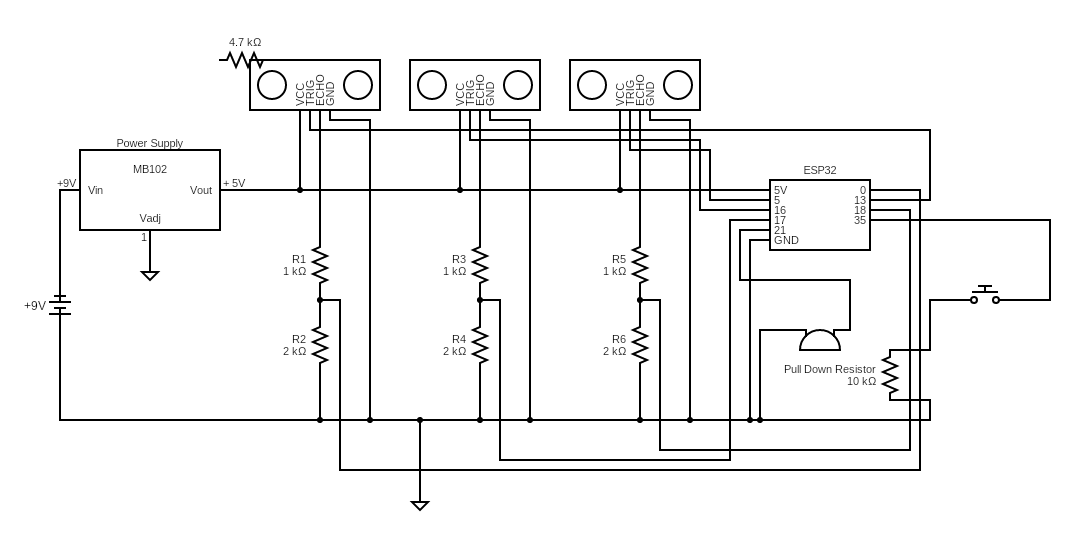 4.7 kΩ
VCC
TRIG
ECHO
GND
VCC
TRIG
ECHO
GND
VCC
TRIG
ECHO
GND
Power Supply
MB102
+9V
Vin
Vout
+ 5V
Vadj
1
ESP32
5V
5
16
17
21
GND
0
13
18
35
R1
1 kΩ
R3
1 kΩ
R5
1 kΩ
+9V
R2
2 kΩ
R4
2 kΩ
R6
2 kΩ
Pull Down Resistor
10 kΩ